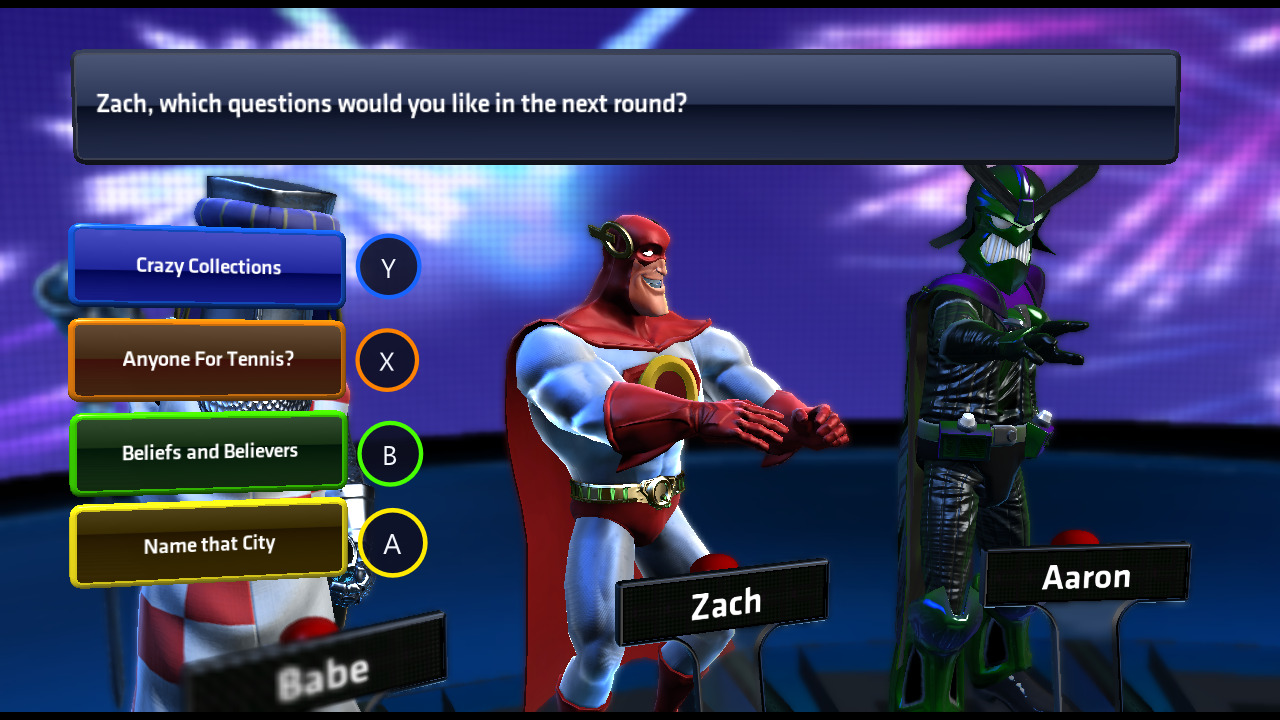 Zach, which questions would you like in the next round?
Crazy Collections
Y
Anyone For Tennis?
X
Beliefs and Believers
B
Name that City
A
Babe
Zach
Aaron